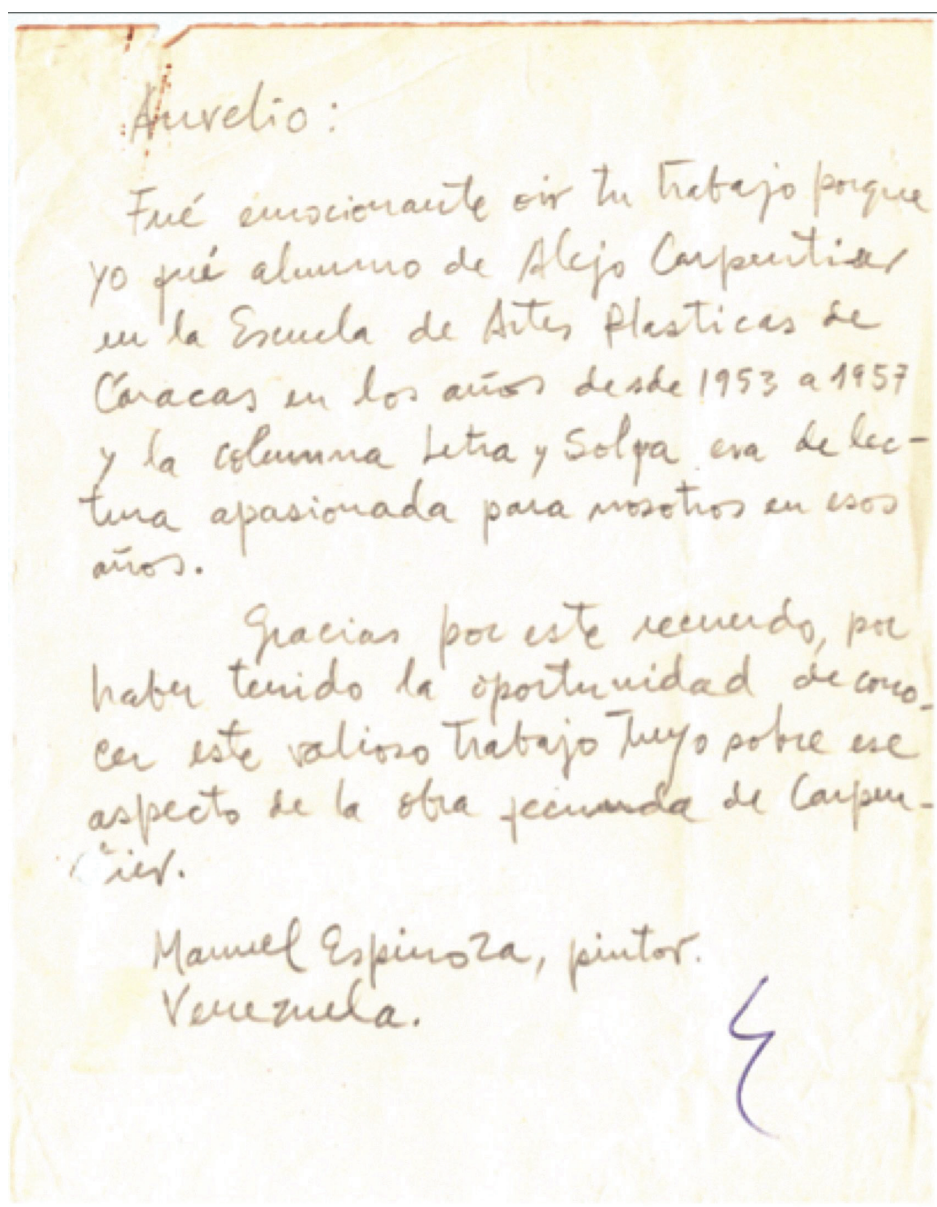 Aurelio:
Fué emocionante oir tu trabajo porque
yo fué alumno de Alejo Carpentier
en la Escuela de Artes Plasticas de
Caracas en los años desde 1953 a 1957
y la columna Letra y Solfa era de lec-
tura apasionada para nosotros en esos
años.
Gracias por este recuerdo, por
haber tenido la oportunidad de cono-
cer este valioso trabajo tuyo sobre ese
aspecto de la obra fecunda de Carpen-
tier.
Manuel Espinoza, pintor.
Venezuela.